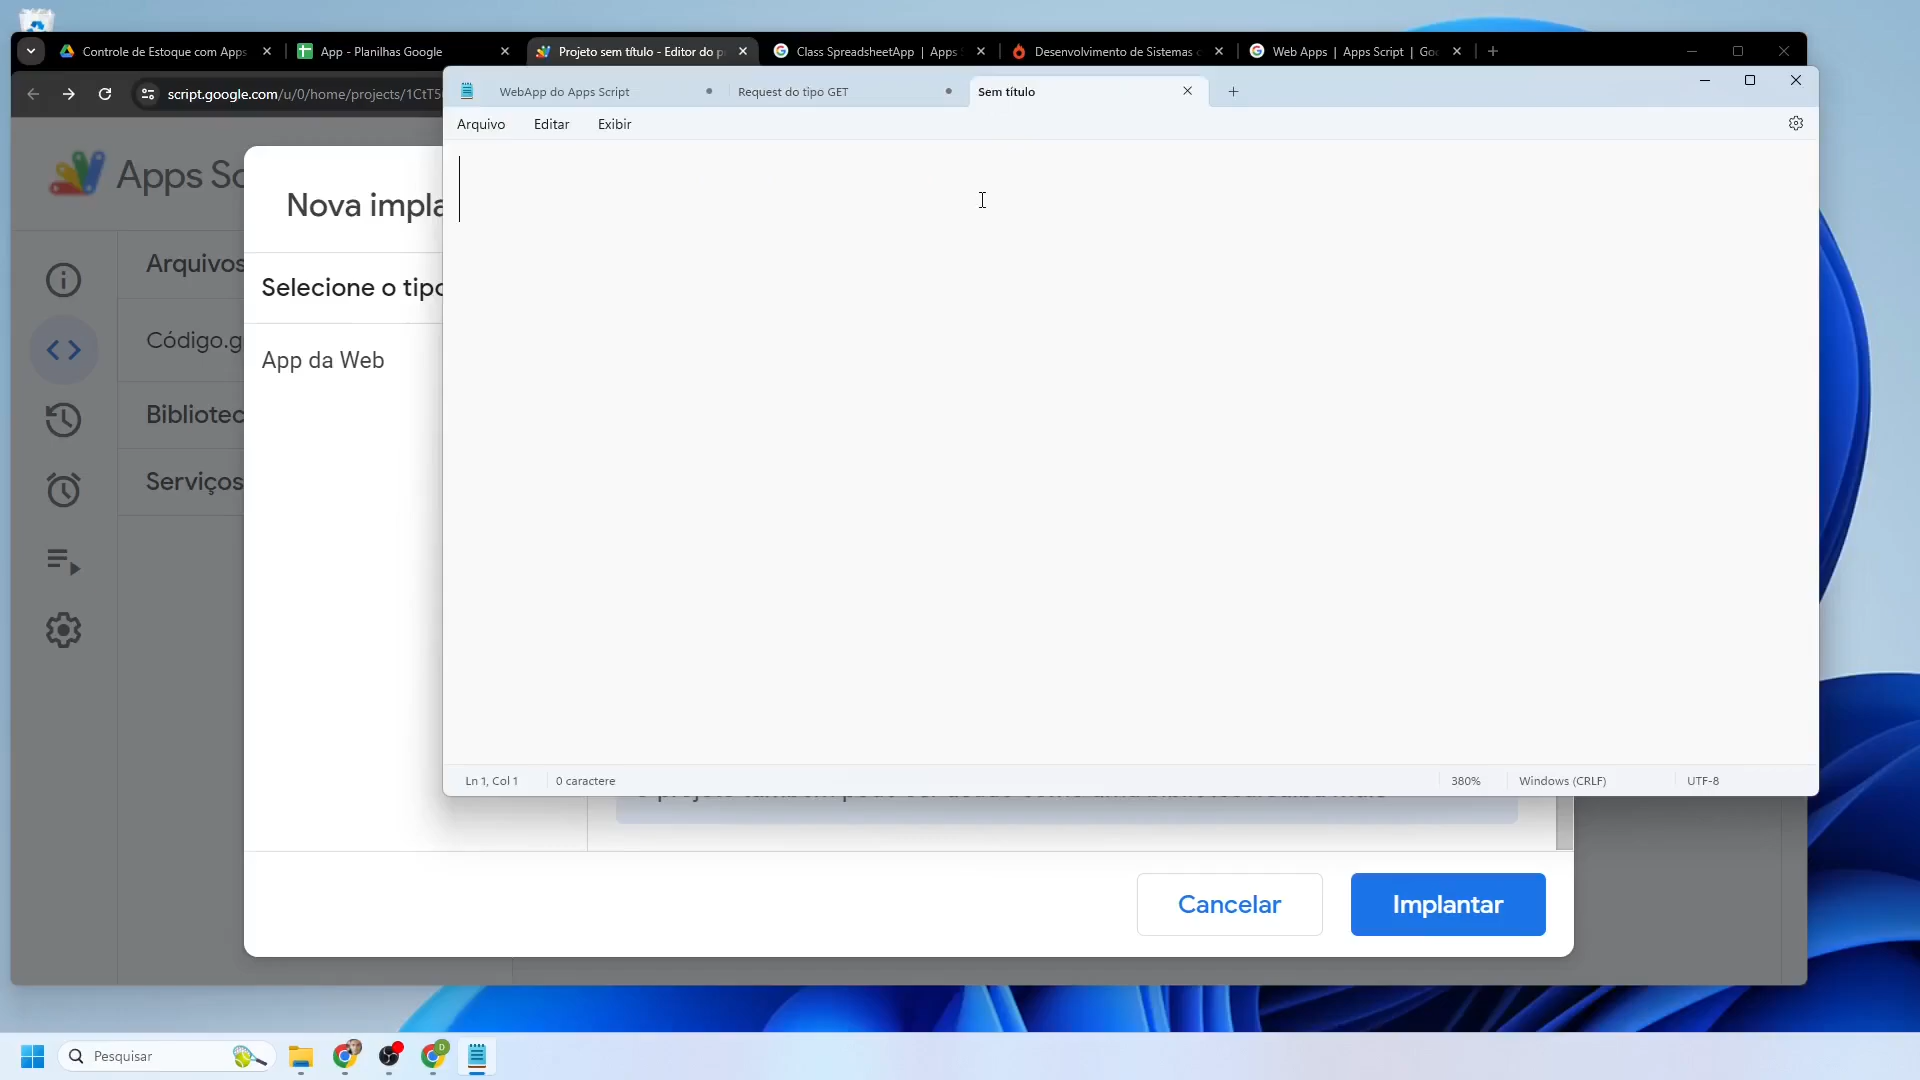 Controle de Estoque com Apps
App - Planilhas Google
Projeto sem título - Editor do p
Class SpreadsheetApp | Apps
Desenvolvimento de Sistemas
Web Apps | Apps Script | Go
script.google.com/u/0/home/projects/1CtT5
WebApp do Apps Script
Request do tipo GET
Sem título
Arquivo
Editar
Exibir
Apps Sc
Nova impla
Arquivos
Selecione o tipo
Código.g
App da Web
Bibliotec
Serviços
Ln 1, Col 1
0 caractere
380%
Windows (CRLF)
UTF-8
Cancelar
Implantar
Pesquisar